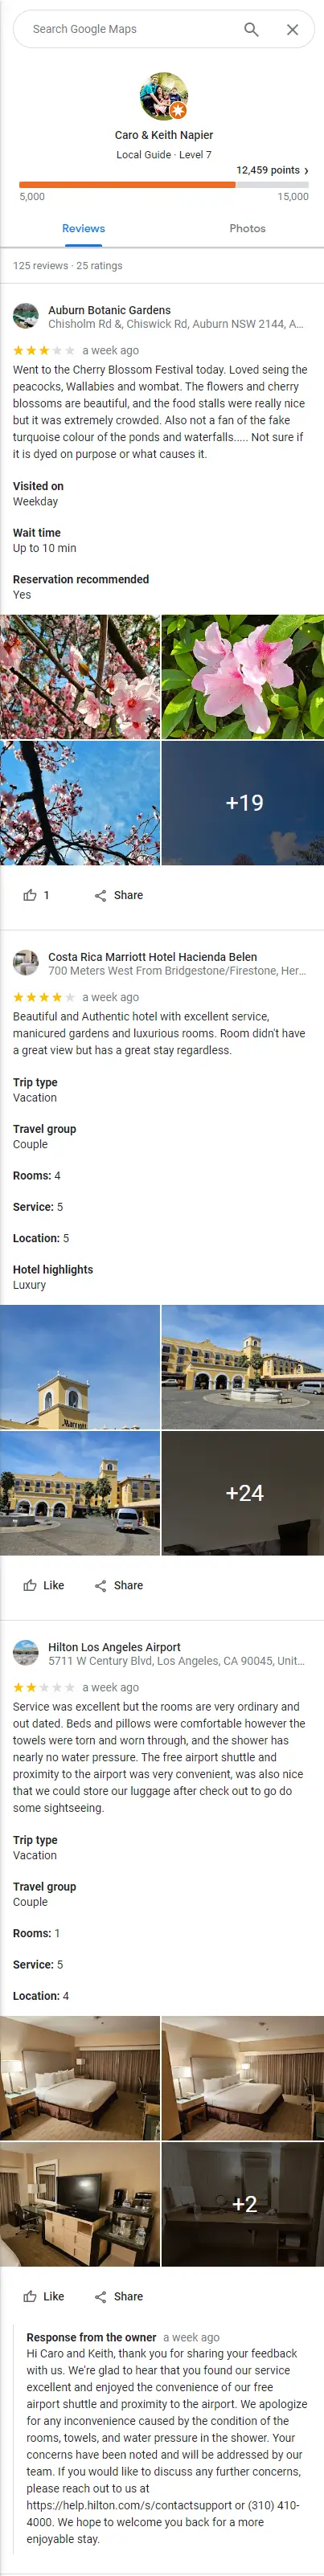 Search Google Maps
Caro & Keith Napier
Local Guide · Level 7
12,459 points ›
5,000 15,000
Reviews Photos
125 reviews · 25 ratings
Auburn Botanic Gardens
Chisholm Rd &, Chiswick Rd, Auburn NSW 2144, A...
a week ago
Went to the Cherry Blossom Festival today. Loved seing the
peacocks, Wallabies and wombat. The flowers and cherry
blossoms are beautiful, and the food stalls were really nice
but it was extremely crowded. Also not a fan of the fake
turquoise colour of the ponds and waterfalls..... Not sure if
it is dyed on purpose or what causes it.
Visited on
Weekday
Wait time
Up to 10 min
Reservation recommended
Yes
+19
1 Share
Costa Rica Marriott Hotel Hacienda Belen
700 Meters West From Bridgestone/Firestone, Her...
a week ago
Beautiful and Authentic hotel with excellent service,
manicured gardens and luxurious rooms. Room didn't have
a great view but has a great stay regardless.
Trip type
Vacation
Travel group
Couple
Rooms: 4
Service: 5
Location: 5
Hotel highlights
Luxury
Marriott
+24
Like Share
Hilton Los Angeles Airport
5711 W Century Blvd, Los Angeles, CA 90045, Unit...
a week ago
Service was excellent but the rooms are very ordinary and
out dated. Beds and pillows were comfortable however the
towels were torn and worn through, and the shower has
nearly no water pressure. The free airport shuttle and
proximity to the airport was very convenient, was also nice
that we could store our luggage after check out to go do
some sightseeing.
Trip type
Vacation
Travel group
Couple
Rooms: 1
Service: 5
Location: 4
+2
Like Share
Response from the owner a week ago
Hi Caro and Keith, thank you for sharing your feedback
with us. We're glad to hear that you found our service
excellent and enjoyed the convenience of our free
airport shuttle and proximity to the airport. We apologize
for any inconvenience caused by the condition of the
rooms, towels, and water pressure in the shower. Your
concerns have been noted and will be addressed by our
team. If you would like to discuss any further concerns,
please reach out to us at
https://help.hilton.com/s/contactsupport or (310) 410-
4000. We hope to welcome you back for a more
enjoyable stay.